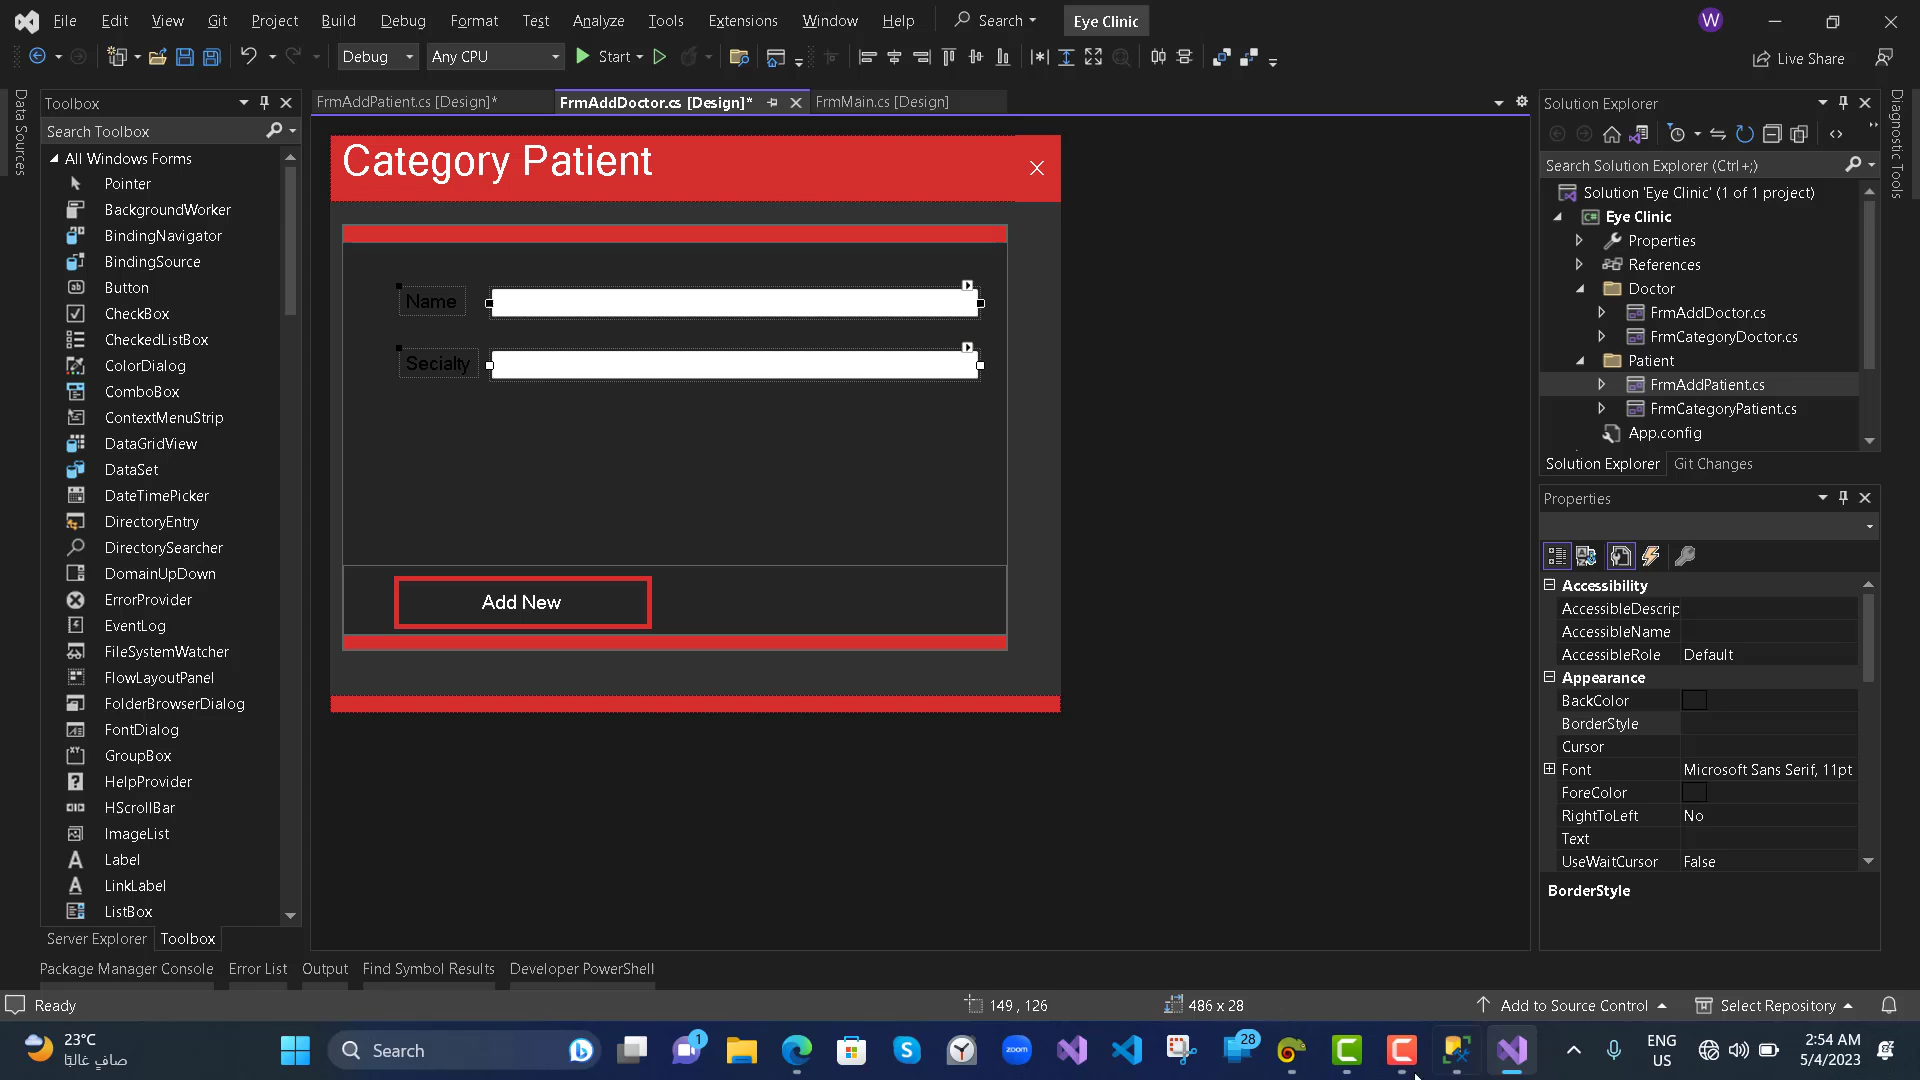 File Edit View Git Project Build Debug Format Test Analyze Tools Extensions Window Help Search Eye Clinic W
Debug Any CPU Start Live Share
Data Sources
Toolbox
Search Toolbox
All Windows Forms
Pointer
BackgroundWorker
BindingNavigator
BindingSource
Button
CheckBox
CheckedListBox
ColorDialog
ComboBox
ContextMenuStrip
DataGridView
DataSet
DateTimePicker
DirectoryEntry
DirectorySearcher
DomainUpDown
ErrorProvider
EventLog
FileSystemWatcher
FlowLayoutPanel
FolderBrowserDialog
FontDialog
GroupBox
HelpProvider
HScrollBar
ImageList
Label
LinkLabel
ListBox
Server Explorer Toolbox
FrmAddPatient.cs [Design]* FrmAddDoctor.cs [Design]* FrmMain.cs [Design]
Category Patient
Name
Secialty
Add New
Solution Explorer
Search Solution Explorer (Ctrl+;)
Solution 'Eye Clinic' (1 of 1 project)
Eye Clinic
Properties
References
Doctor
FrmAddDoctor.cs
FrmCategoryDoctor.cs
Patient
FrmAddPatient.cs
FrmCategoryPatient.cs
App.config
Solution Explorer Git Changes
Diagnostic Tools
Properties
Accessibility
AccessibleDescrip
AccessibleName
AccessibleRole Default
Appearance
BackColor
BorderStyle
Cursor
Font Microsoft Sans Serif, 11pt
ForeColor
RightToLeft No
Text
UseWaitCursor False
BorderStyle
Package Manager Console Error List Output Find Symbol Results Developer PowerShell
Ready 149 , 126 486 x 28 Add to Source Control Select Repository
23°C
صافٍ غالبًا
Search 1 zoom 28
ENG
US
2:54 AM
5/4/2023